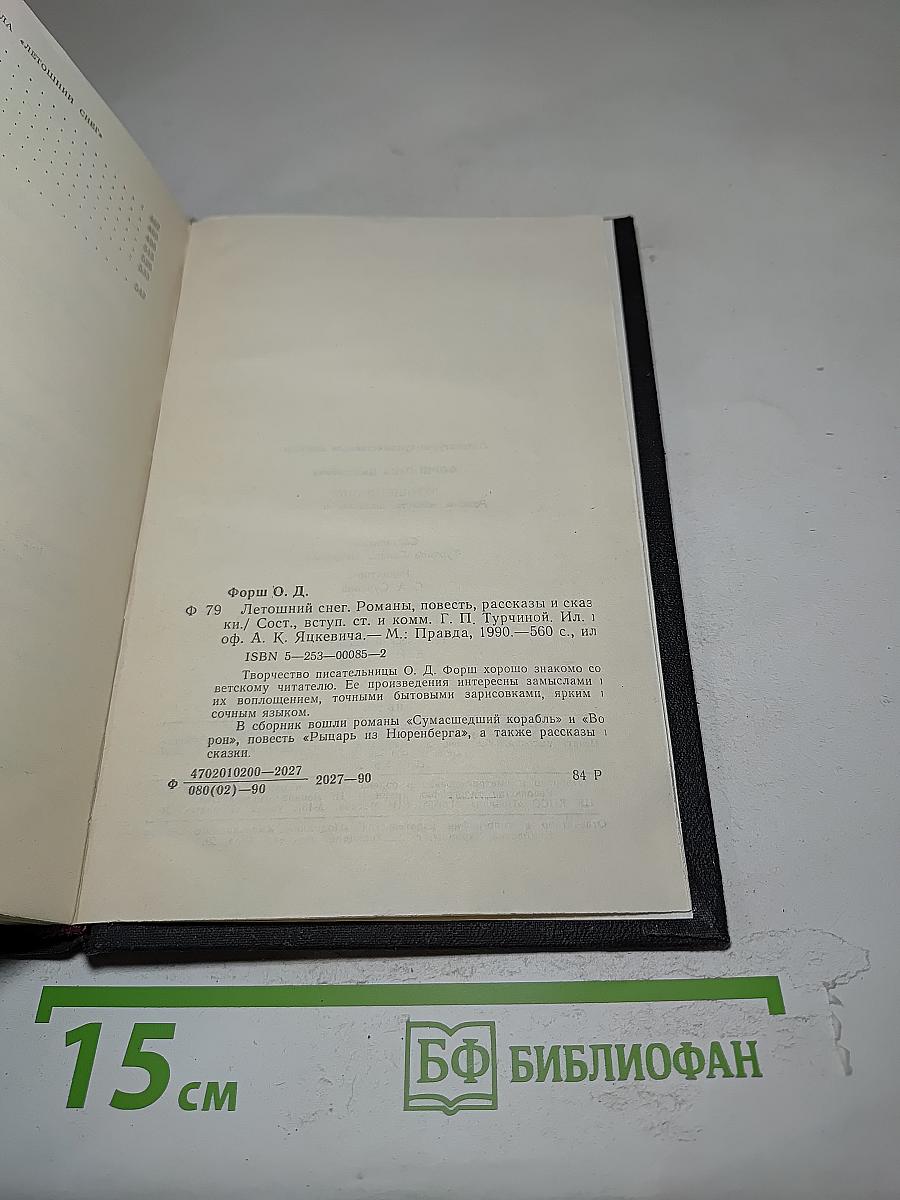 «ЛЕТОШНИЙ СНЕГ»
Форш О. Д.
Ф 79 Летошний снег. Романы, повесть, рассказы и сказ
ки./ Сост., вступ. ст. и комм. Г. П. Турчиной. Ил. и
оф. А. К. Яцкевича.— М.: Правда, 1990.—560 с., ил
ISBN 5—253—00085—2
Творчество писательницы О. Д. Форш хорошо знакомо со
ветскому читателю. Ее произведения интересны замыслами и
их воплощением, точными бытовыми зарисовками, ярким и
сочным языком.
В сборник вошли романы «Сумасшедший корабль» и «Во
рон», повесть «Рыцарь из Нюренберга», а также рассказы и
сказки.
Ф 4702010200—2027
080(02)—90 2027—90 84 Р
15 см
БФ БИБЛИОФАН